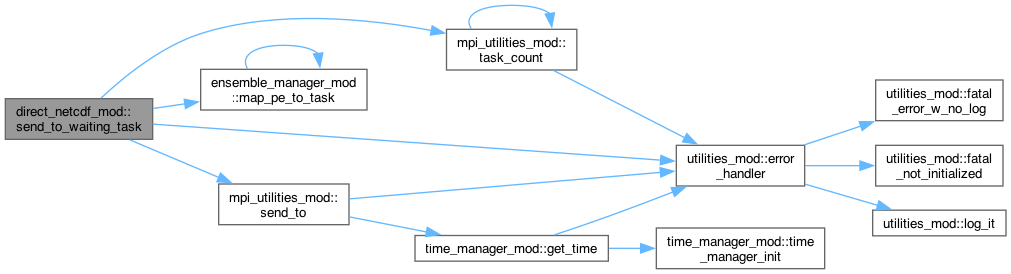 direct_netcdf_mod::
send_to_waiting_task
ensemble_manager_mod
::map_pe_to_task
mpi_utilities_mod::
task_count
mpi_utilities_mod::
send_to
time_manager_mod::get_time
utilities_mod::error
_handler
time_manager_mod::time
_manager_init
utilities_mod::fatal
_error_w_no_log
utilities_mod::fatal
_not_initialized
utilities_mod::log_it